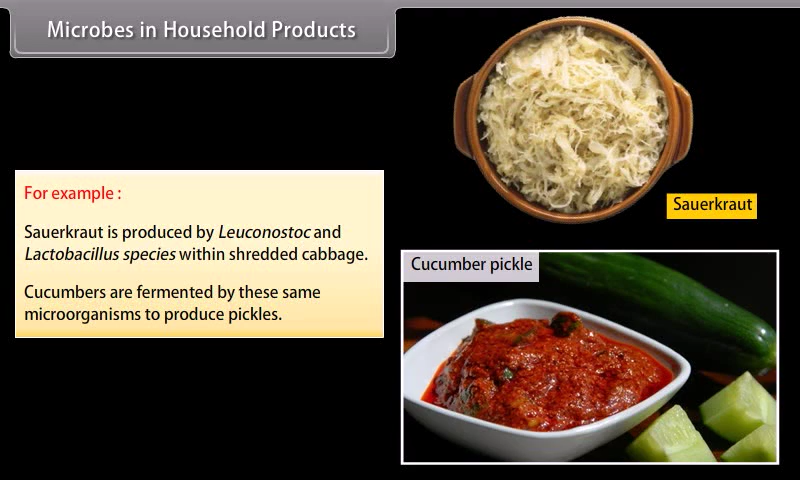 Microbes in Household Products
For example :
Sauerkraut is produced by Leuconostoc and
Lactobacillus species within shredded cabbage.
Cucumbers are fermented by these same
microorganisms to produce pickles.
Sauerkraut
Cucumber pickle